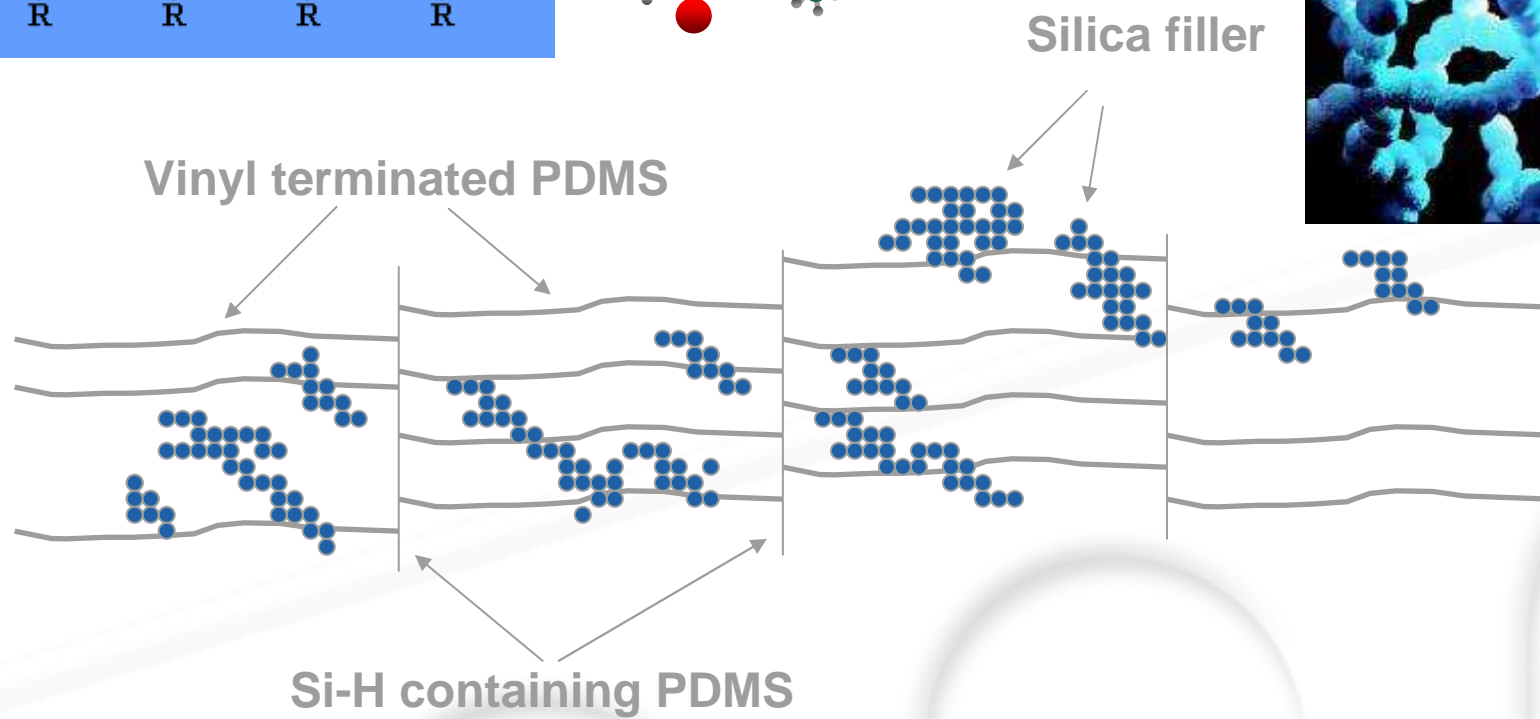 R R R R
Silica filler
Vinyl terminated PDMS
Si-H containing PDMS